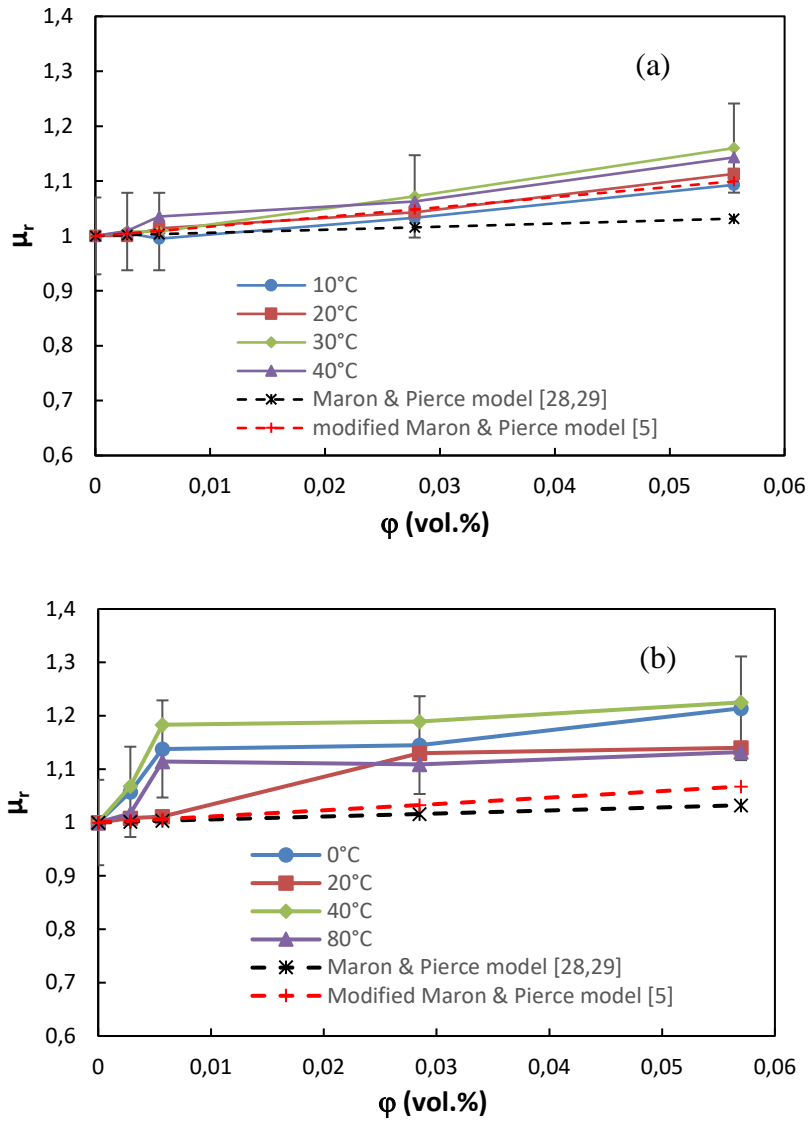 1,4
1,3
1,2
1,1
1
0,9
0,8
0,7
0,6
μr
(a)
10°C
20°C
30°C
40°C
Maron & Pierce model [28,29]
modified Maron & Pierce model [5]
0 0,01 0,02 0,03 0,04 0,05 0,06
φ (vol.%)
1,4
1,3
1,2
1,1
1
0,9
0,8
0,7
0,6
μr
(b)
0°C
20°C
40°C
80°C
Maron & Pierce model [28,29]
Modified Maron & Pierce model [5]
0 0,01 0,02 0,03 0,04 0,05 0,06
φ (vol.%)